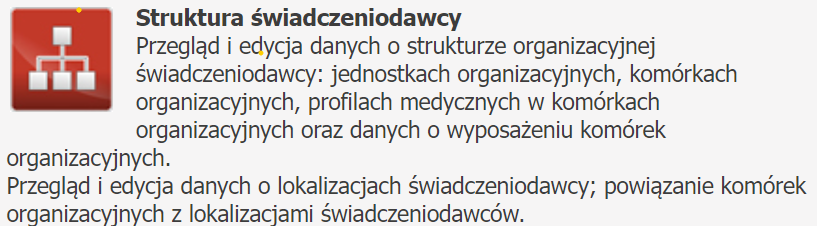 Struktura świadczeniodawcy
Przegląd i edycja danych o strukturze organizacyjnej
świadczeniodawcy: jednostkach organizacyjnych, komórkach
organizacyjnych, profilach medycznych w komórkach
organizacyjnych oraz danych o wyposażeniu komórek
organizacyjnych.
Przegląd i edycja danych o lokalizacjach świadczeniodawcy; powiązanie komórek
organizacyjnych z lokalizacjami świadczeniodawców.